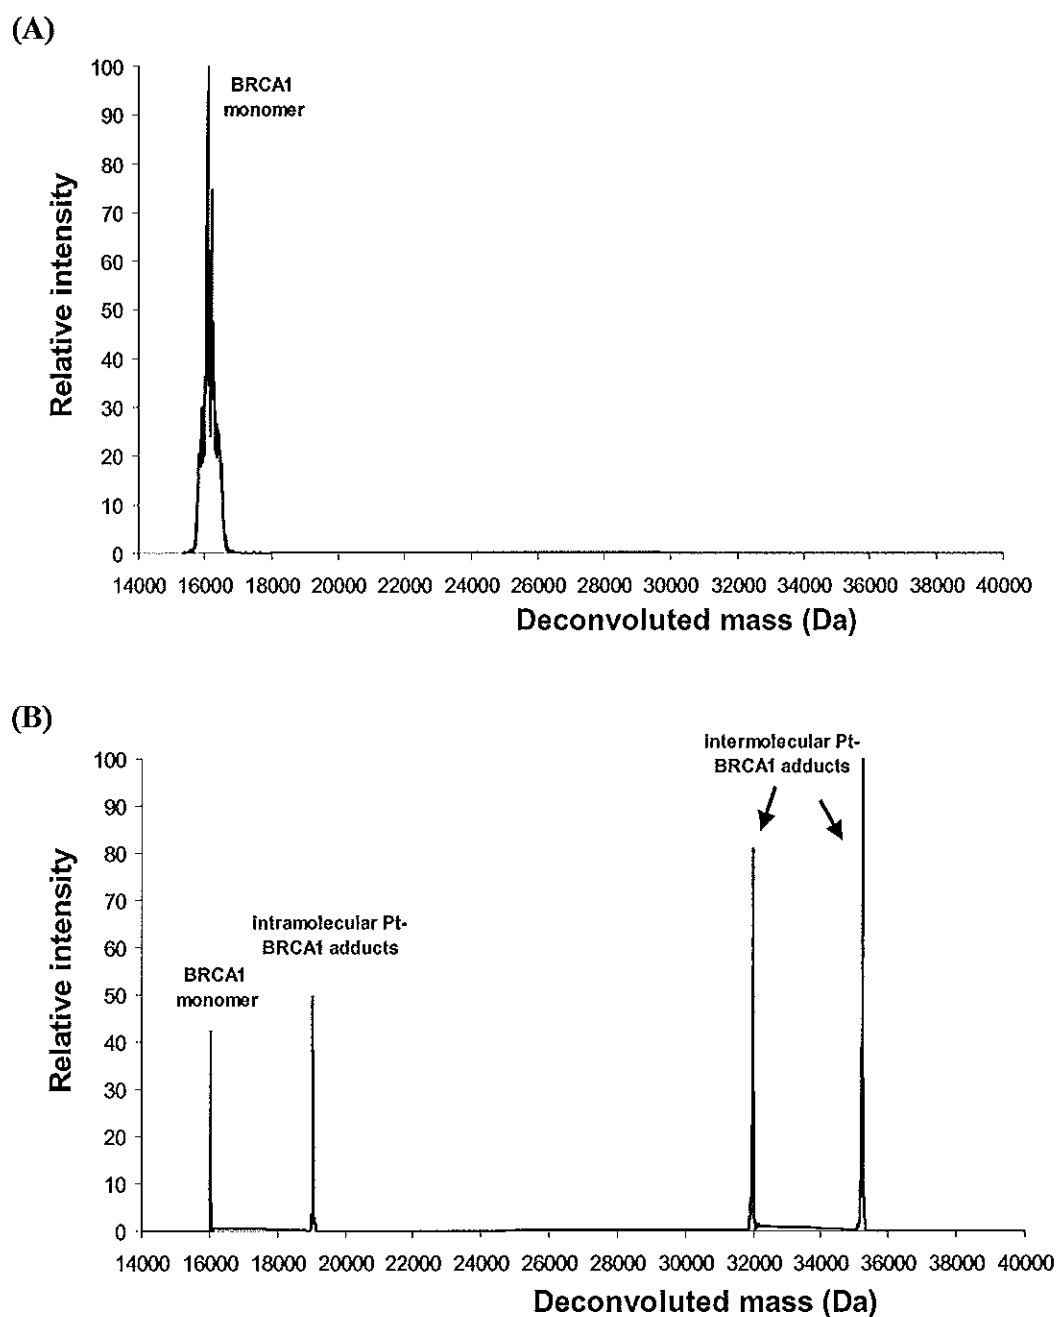 (A)
BRCA1
monomer
100
90
80
70
60
50
40
30
20
10
0
Relative intensity
14000 16000 18000 20000 22000 24000 26000 28000 30000 32000 34000 36000 38000 40000
Deconvoluted mass (Da)
(B)
intermolecular Pt-
BRCA1 adducts
intramolecular Pt-
BRCA1 adducts
BRCA1
monomer
100
90
80
70
60
50
40
30
20
10
0
Relative intensity
14000 16000 18000 20000 22000 24000 26000 28000 30000 32000 34000 36000 38000 40000
Deconvoluted mass (Da)